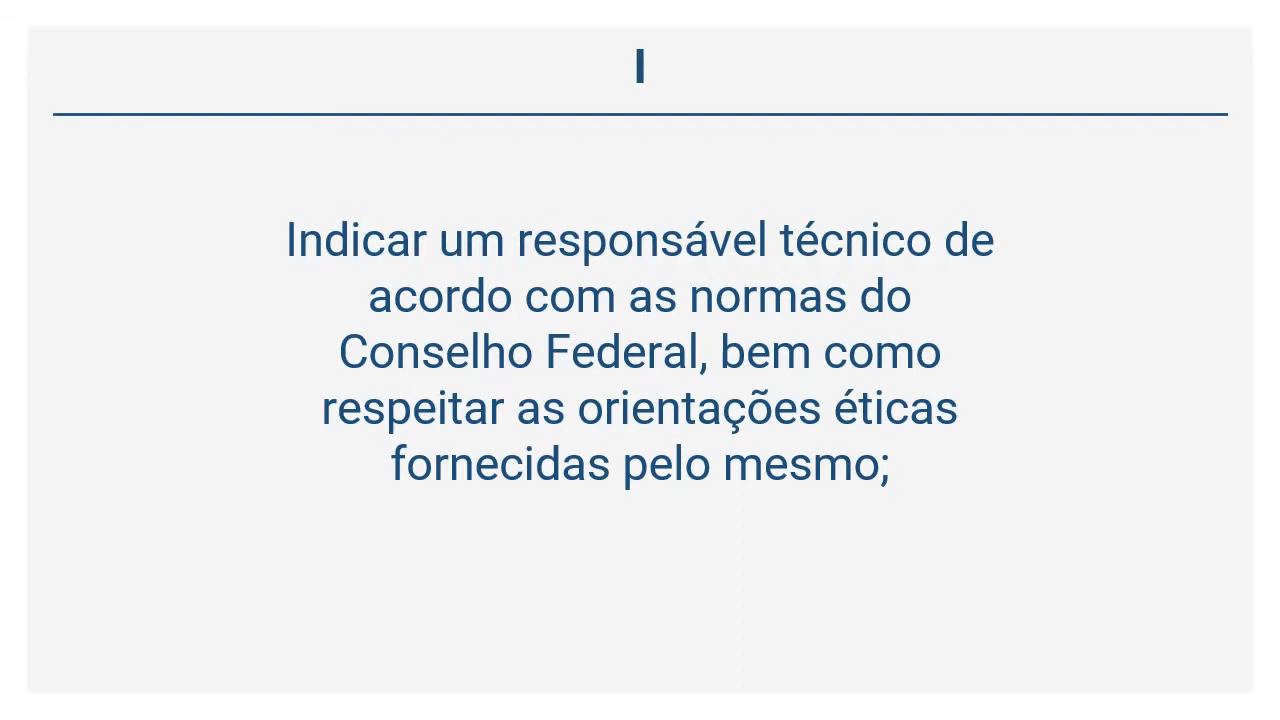 I
Indicar um responsável técnico de
acordo com as normas do
Conselho Federal, bem como
respeitar as orientações éticas
fornecidas pelo mesmo;